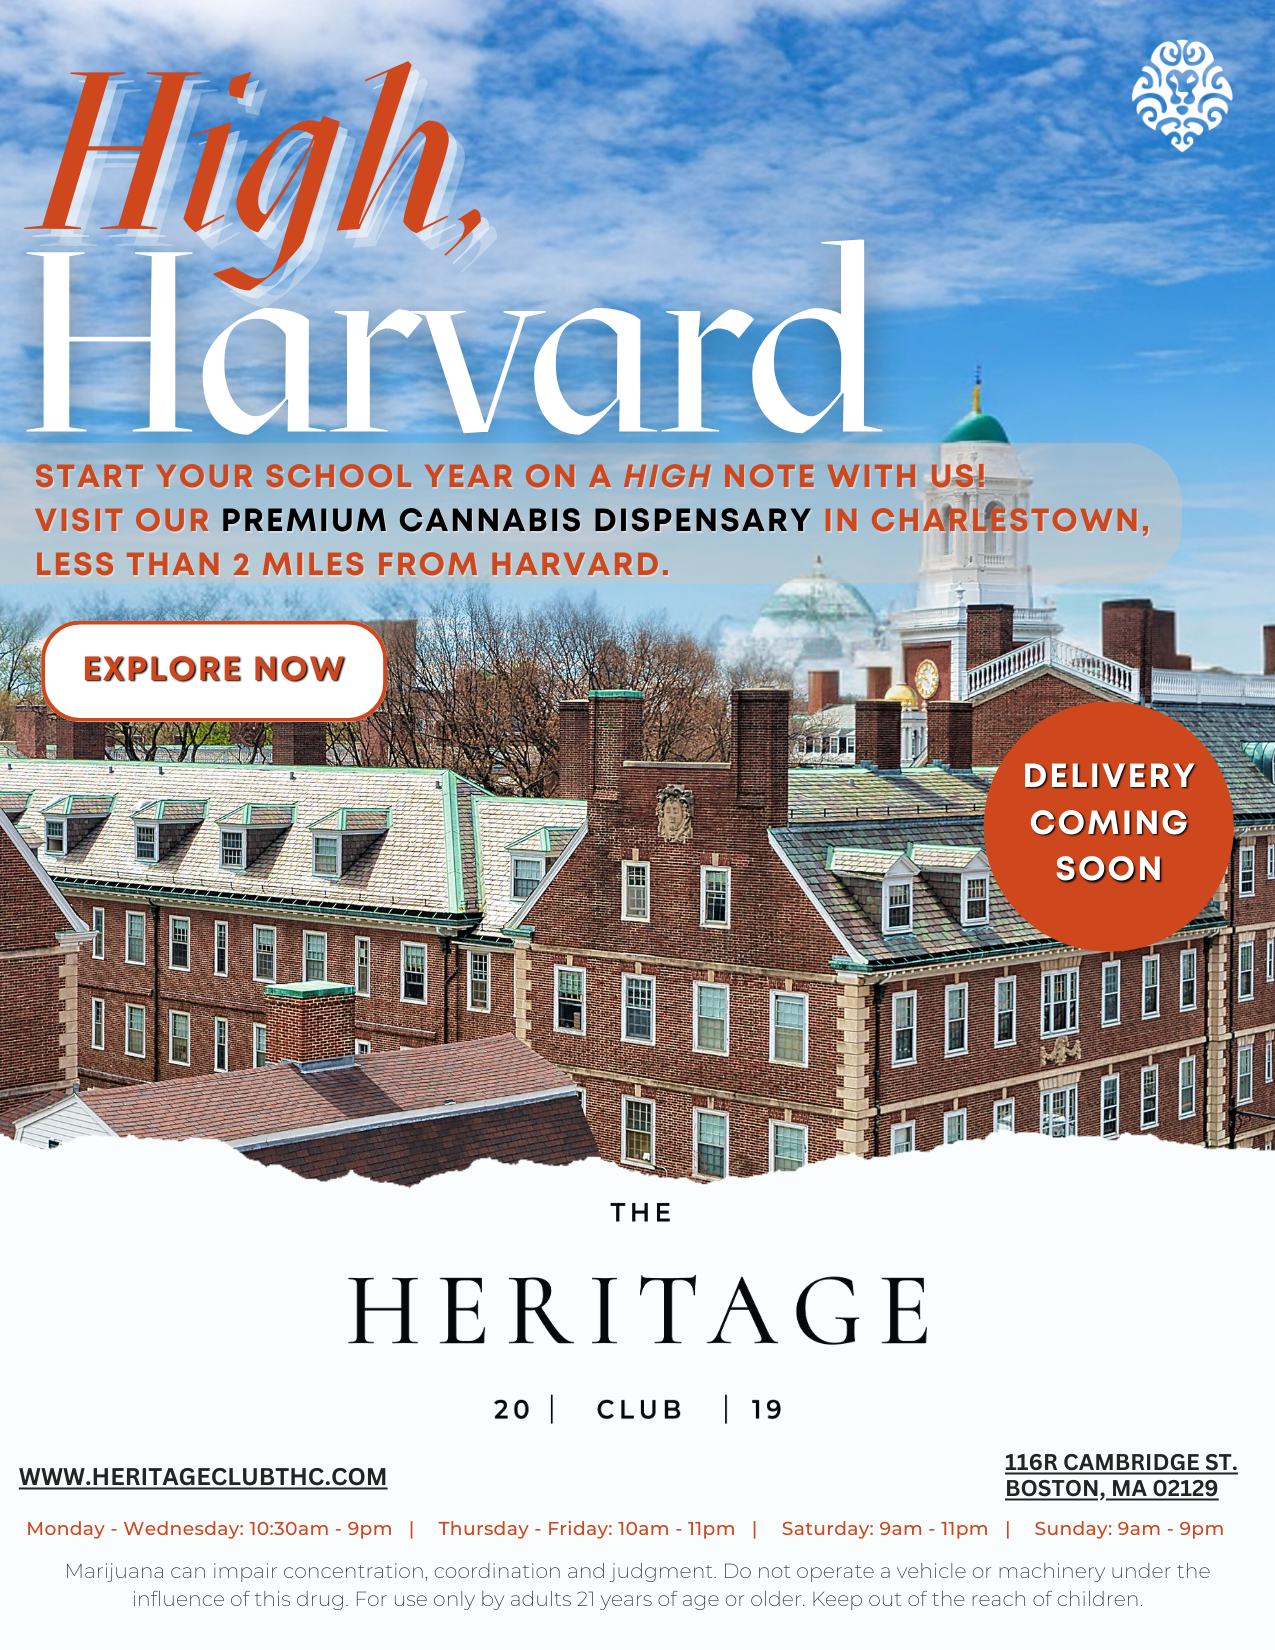 High,
Harvard
START YOUR SCHOOL YEAR ON A HIGH NOTE WITH US!
VISIT OUR PREMIUM CANNABIS DISPENSARY IN CHARLESTOWN,
LESS THAN 2 MILES FROM HARVARD.
EXPLORE NOW
DELIVERY
COMING
SOON
THE
HERITAGE
20 | CLUB | 19
WWW.HERITAGECLUBTHC.COM
116R CAMBRIDGE ST.
BOSTON, MA 02129
Monday - Wednesday: 10:30am - 9pm | Thursday - Friday: 10am - 11pm | Saturday: 9am - 11pm | Sunday: 9am - 9pm
Marijuana can impair concentration, coordination and judgment. Do not operate a vehicle or machinery under the
influence of this drug. For use only by adults 21 years of age or older. Keep out of the reach of children.